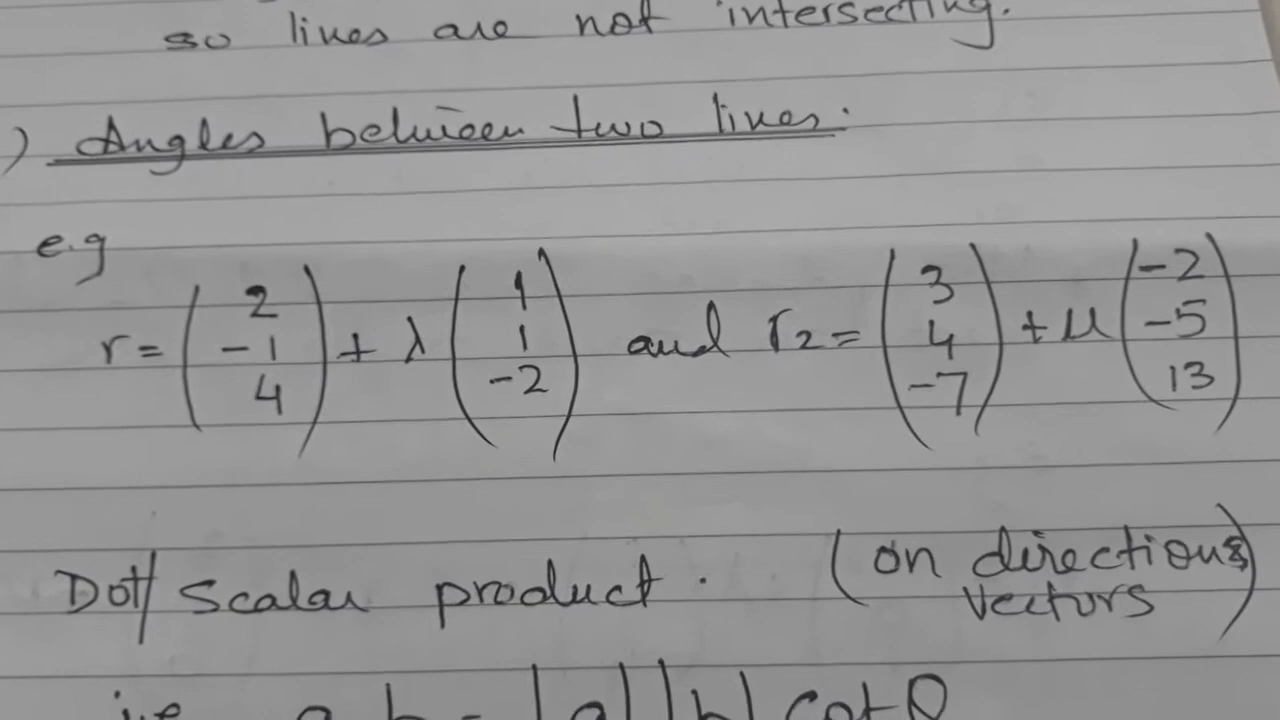 so lines are not intersecting.
) Angles between two lines.
e.g
r = (2 -1 4) + λ (1 1 -2) and r2 = (3 4 -7) + μ (-2 -5 13)
Dot/ Scalar product. (on directions vectors)
i.e a b = |a| |b|